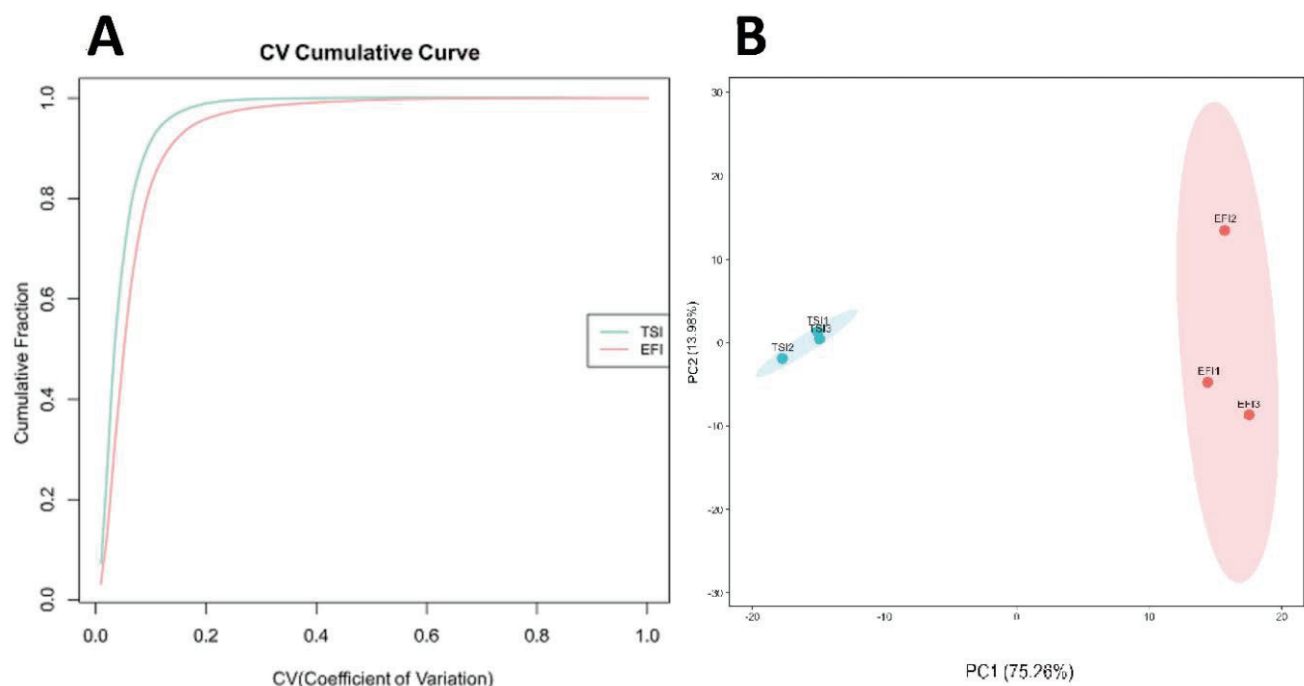 A
CV Cumulative Curve
Cumulative Fraction
1.0
0.8
0.6
0.4
0.2
0.0
TSI
EFI
0.0 0.2 0.4 0.6 0.8 1.0
CV(Coefficient of Variation)
B
PC2 (13.98%)
30
20
10
0
-10
-20
-30
EFI2
TSI1
TSI3
TSI2
EFI1
EFI3
-20 -10 0 10 20
PC1 (75.26%)